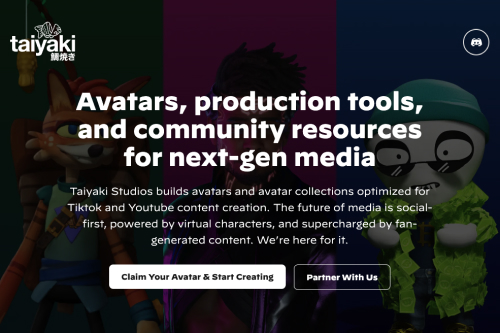 taiyaki
鯛焼き
Avatars, production tools,
and community resources
for next-gen media
Taiyaki Studios builds avatars and avatar collections optimized for
Tiktok and Youtube content creation. The future of media is social-
first, powered by virtual characters, and supercharged by fan-
generated content. We're here for it.
Claim Your Avatar & Start Creating
Partner With Us